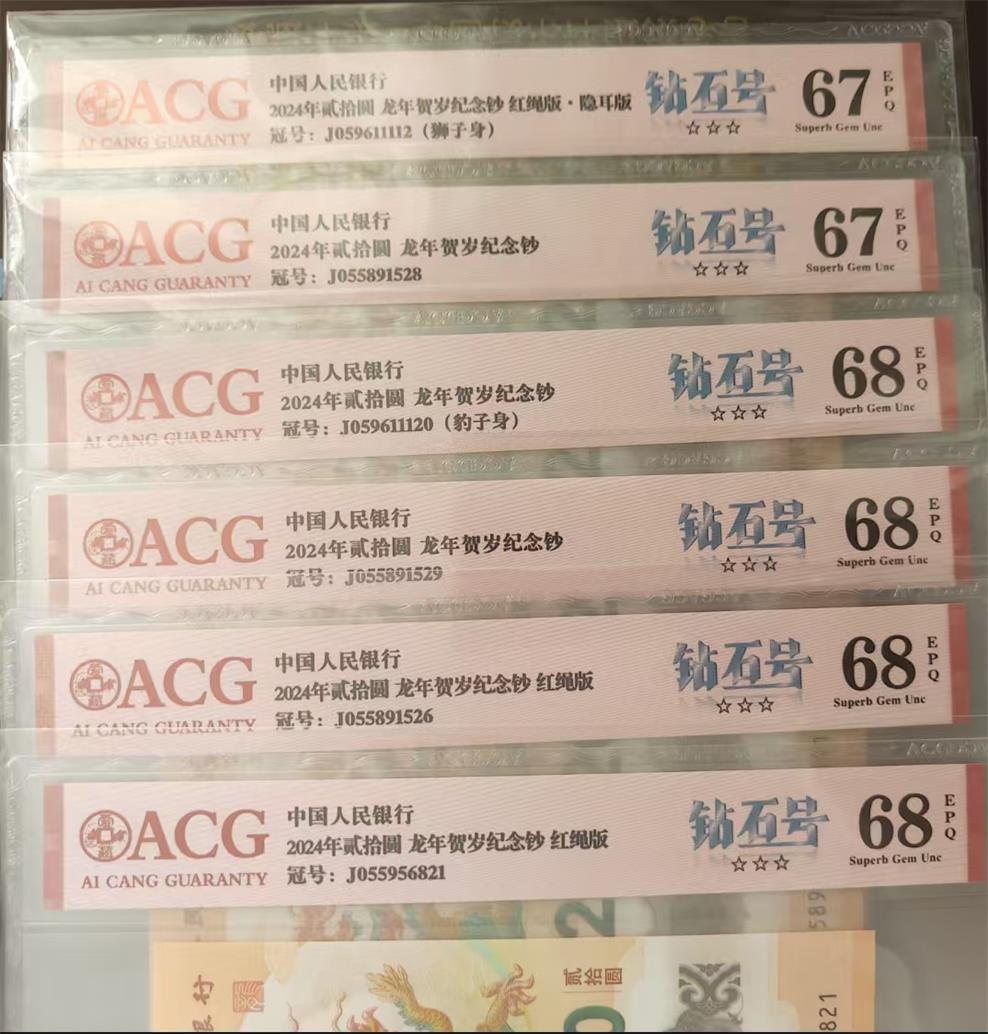 ACG
AI CANG GUARANTY
中国人民银行
2024年贰拾圆 龙年贺岁纪念钞 红绳版·隐耳版
冠号：J059611112（狮子身）
钻石号
☆☆☆
67
EPQ
Superb Gem Unc
ACG
AI CANG GUARANTY
中国人民银行
2024年贰拾圆 龙年贺岁纪念钞
冠号：J055891528
钻石号
☆☆☆
67
EPQ
Superb Gem Unc
ACG
AI CANG GUARANTY
中国人民银行
2024年贰拾圆 龙年贺岁纪念钞
冠号：J059611120（豹子身）
钻石号
☆☆☆
68
EPQ
Superb Gem Unc
ACG
AI CANG GUARANTY
中国人民银行
2024年贰拾圆 龙年贺岁纪念钞
冠号：J055891529
钻石号
☆☆☆
68
EPQ
Superb Gem Unc
ACG
AI CANG GUARANTY
中国人民银行
2024年贰拾圆 龙年贺岁纪念钞 红绳版
冠号：J055891526
钻石号
☆☆☆
68
EPQ
Superb Gem Unc
ACG
AI CANG GUARANTY
中国人民银行
2024年贰拾圆 龙年贺岁纪念钞 红绳版
冠号：J055956821
钻石号
☆☆☆
68
EPQ
Superb Gem Unc
2
589
银行
贰拾圆
0
821